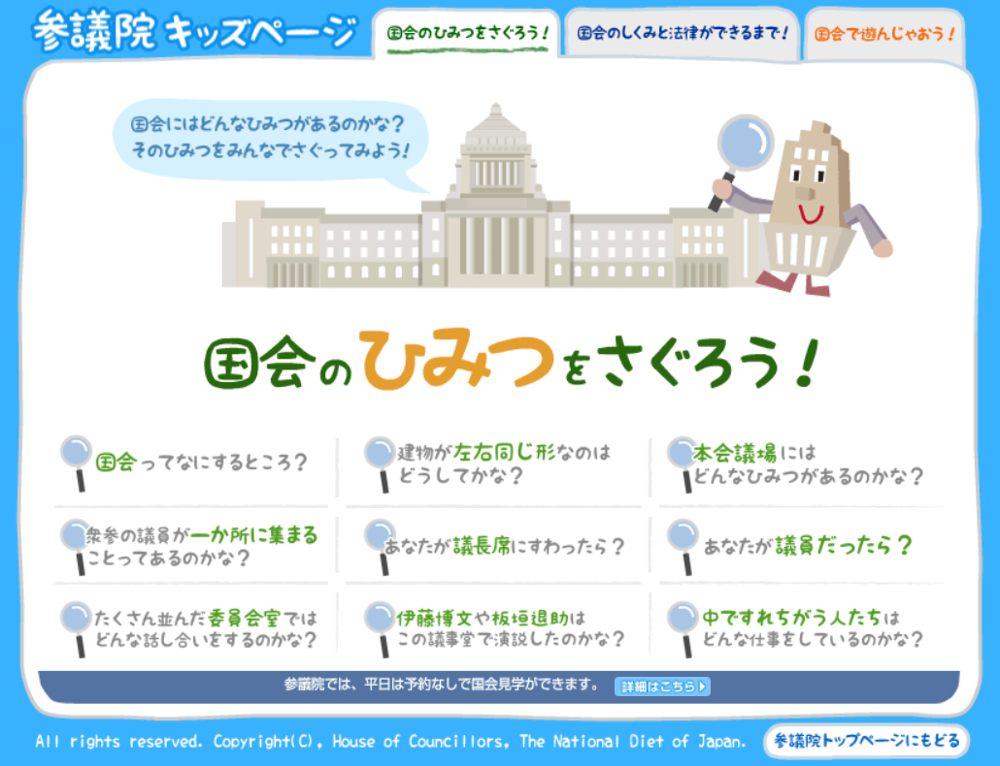 参議院 キッズページ
国会のひみつをさぐろう!
国会のしくみと法律ができるまで!
国会で遊んじゃおう!
国会にはどんなひみつがあるのかな?
そのひみつをみんなでさぐってみよう!
国会のひみつをさぐろう!
国会ってなにするところ?
建物が左右同じ形なのは
どうしてかな?
本会議場には
どんなひみつがあるのかな?
衆参の議員が一か所に集まる
ことってあるのかな?
あなたが議長席にすわったら?
あなたが議員だったら?
たくさん並んだ委員会室では
どんな話し合いをするのかな?
伊藤博文や板垣退助は
この議事堂で演説したのかな?
中ですれちがう人たちは
どんな仕事をしているのかな?
参議院では、平日は予約なしで国会見学ができます。 詳細はこちら
All rights reserved. Copyright(C), House of Councillors, The National Diet of Japan.
参議院トップページにもどる